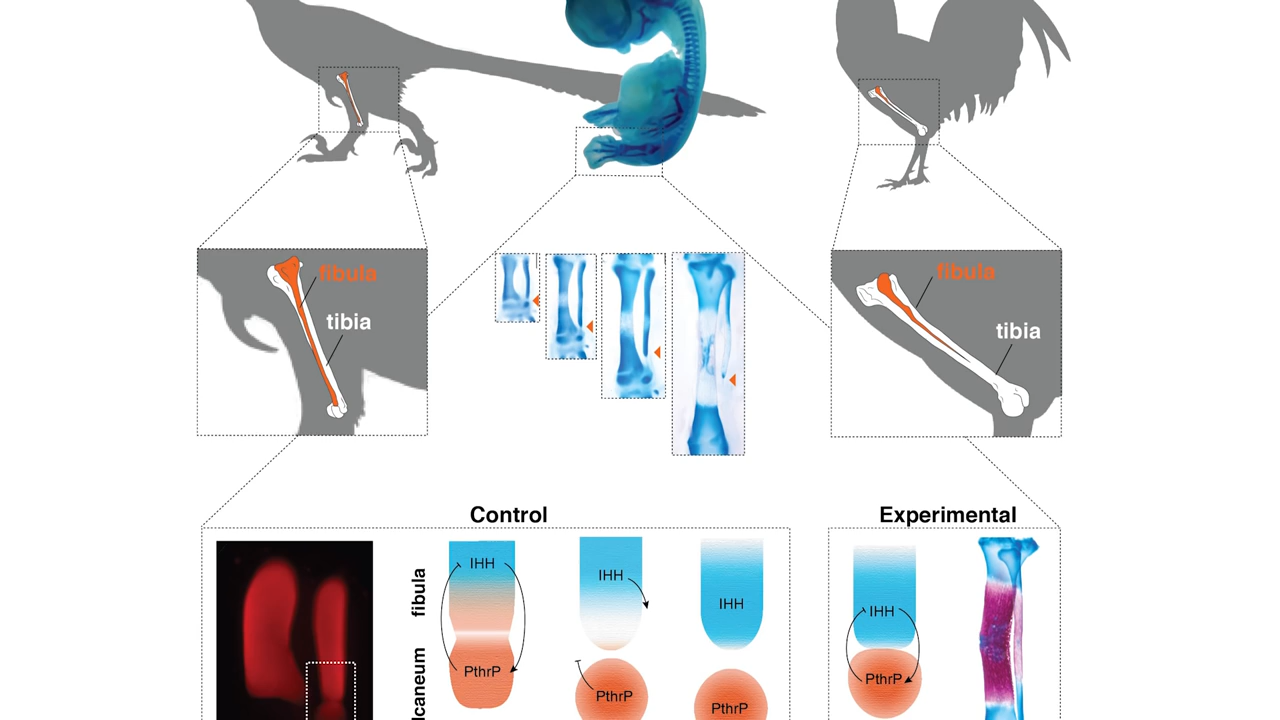 fibula
tibia
fibula
tibia
Control
Experimental
fibula
lcaneum
IHH
PthrP
IHH
PthrP
IHH
PthrP
IHH
PthrP